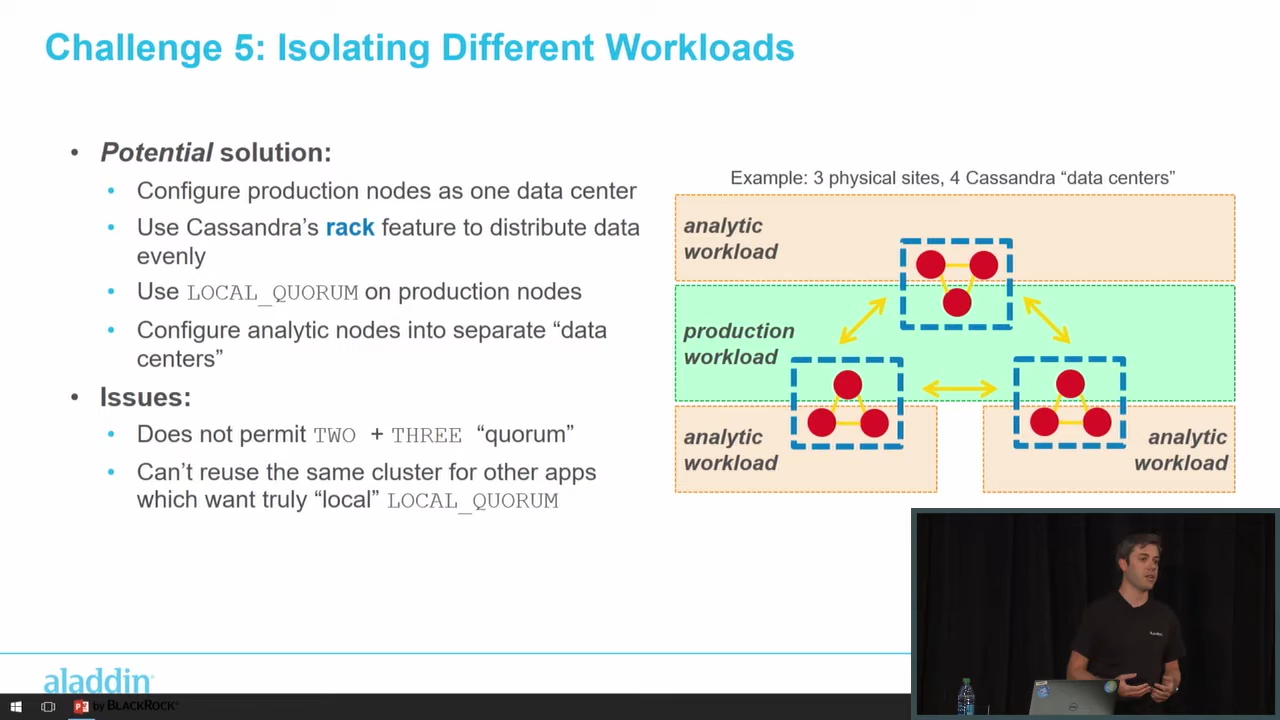 Challenge 5: Isolating Different Workloads
• Potential solution:
• Configure production nodes as one data center
• Use Cassandra’s rack feature to distribute data
evenly
• Use LOCAL_QUORUM on production nodes
• Configure analytic nodes into separate “data
centers”
• Issues:
• Does not permit TWO + THREE “quorum”
• Can’t reuse the same cluster for other apps
which want truly “local” LOCAL_QUORUM
Example: 3 physical sites, 4 Cassandra “data centers”
analytic
workload
production
workload
analytic
workload
analytic
workload
aladdin
by BLACKROCK®